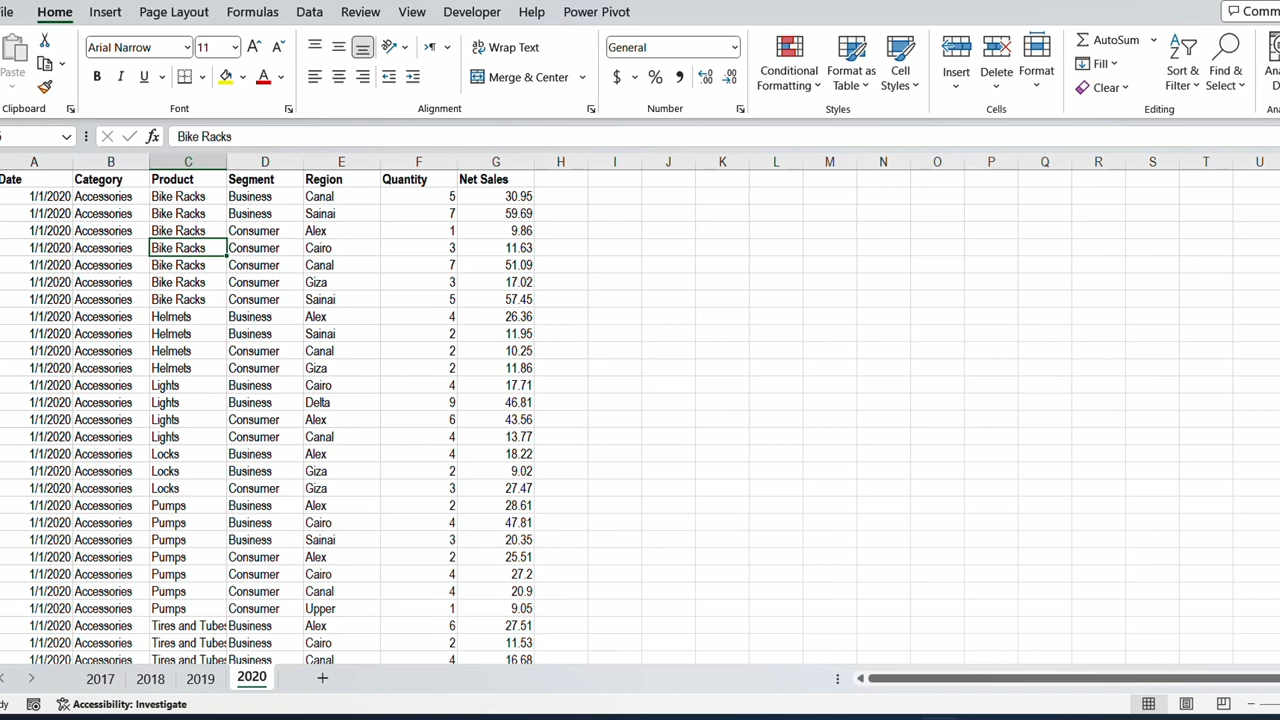 File Home Insert Page Layout Formulas Data Review View Developer Help Power Pivot Comm
Paste
Clipboard
Arial Narrow 11
B I U
Font
Wrap Text
Merge & Center
Alignment
General
$ % ,
Number
Conditional Formatting
Format as Table
Cell Styles
Styles
Insert Delete Format
Cells
AutoSum
Fill
Clear
Sort & Filter
Find & Select
Editing
fx Bike Racks
A B C D E F G H I J K L M N O P Q R S T U
Date Category Product Segment Region Quantity Net Sales
1/1/2020 Accessories Bike Racks Business Canal 5 30.95
1/1/2020 Accessories Bike Racks Business Sainai 7 59.69
1/1/2020 Accessories Bike Racks Consumer Alex 1 9.86
1/1/2020 Accessories Bike Racks Consumer Cairo 3 11.63
1/1/2020 Accessories Bike Racks Consumer Canal 7 51.09
1/1/2020 Accessories Bike Racks Consumer Giza 3 17.02
1/1/2020 Accessories Bike Racks Consumer Sainai 5 57.45
1/1/2020 Accessories Helmets Business Alex 4 26.36
1/1/2020 Accessories Helmets Business Sainai 2 11.95
1/1/2020 Accessories Helmets Consumer Canal 2 10.25
1/1/2020 Accessories Helmets Consumer Giza 2 11.86
1/1/2020 Accessories Lights Business Cairo 4 17.71
1/1/2020 Accessories Lights Business Delta 9 46.81
1/1/2020 Accessories Lights Consumer Alex 6 43.56
1/1/2020 Accessories Lights Consumer Canal 4 13.77
1/1/2020 Accessories Locks Business Alex 4 18.22
1/1/2020 Accessories Locks Business Giza 2 9.02
1/1/2020 Accessories Locks Consumer Giza 3 27.47
1/1/2020 Accessories Pumps Business Alex 2 28.61
1/1/2020 Accessories Pumps Business Cairo 4 47.81
1/1/2020 Accessories Pumps Business Sainai 3 20.35
1/1/2020 Accessories Pumps Consumer Alex 2 25.51
1/1/2020 Accessories Pumps Consumer Cairo 4 27.2
1/1/2020 Accessories Pumps Consumer Canal 4 20.9
1/1/2020 Accessories Pumps Consumer Upper 1 9.05
1/1/2020 Accessories Tires and Tubes Business Alex 6 27.51
1/1/2020 Accessories Tires and Tubes Business Cairo 2 11.53
1/1/2020 Accessories Tires and Tubes Business Canal 4 16.68
2017 2018 2019 2020
Accessibility: Investigate